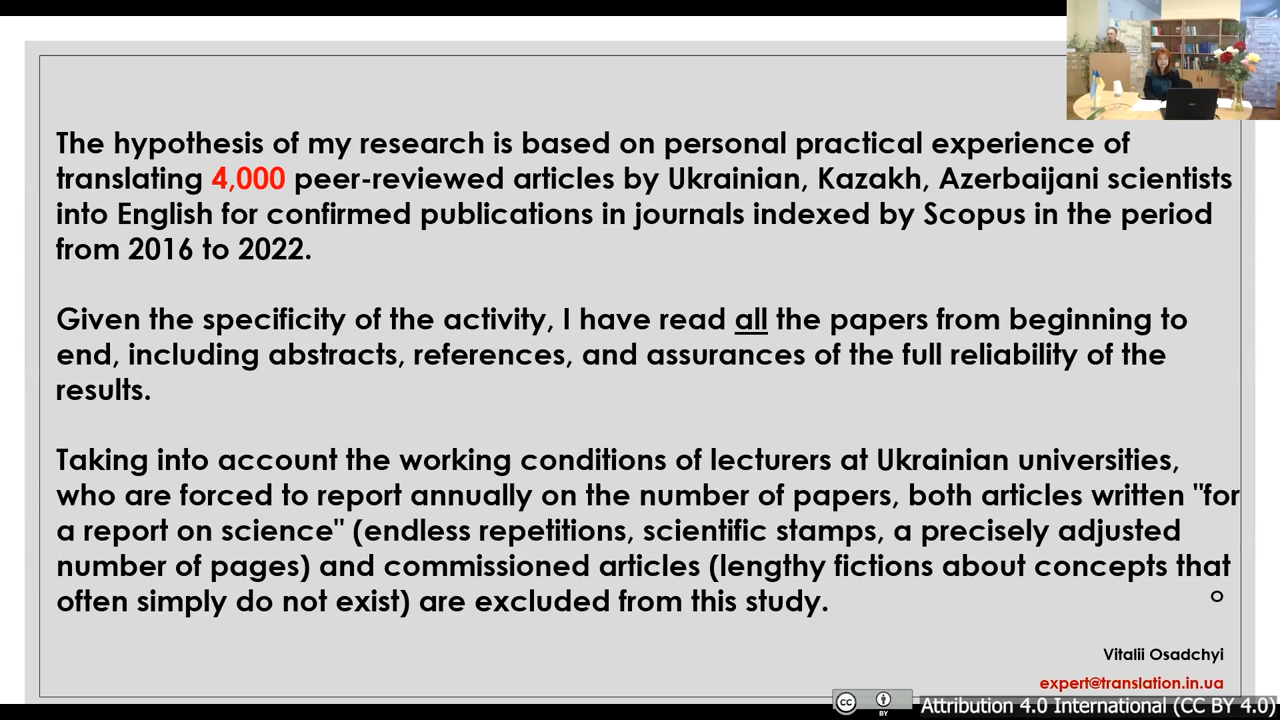 The hypothesis of my research is based on personal practical experience of
translating 4,000 peer-reviewed articles by Ukrainian, Kazakh, Azerbaijani scientists
into English for confirmed publications in journals indexed by Scopus in the period
from 2016 to 2022.
Given the specificity of the activity, I have read all the papers from beginning to
end, including abstracts, references, and assurances of the full reliability of the
results.
Taking into account the working conditions of lecturers at Ukrainian universities,
who are forced to report annually on the number of papers, both articles written "for
a report on science" (endless repetitions, scientific stamps, a precisely adjusted
number of pages) and commissioned articles (lengthy fictions about concepts that
often simply do not exist) are excluded from this study.
Vitalii Osadchyi
expert@translation.in.ua
cc BY Attribution 4.0 International (CC BY 4.0)